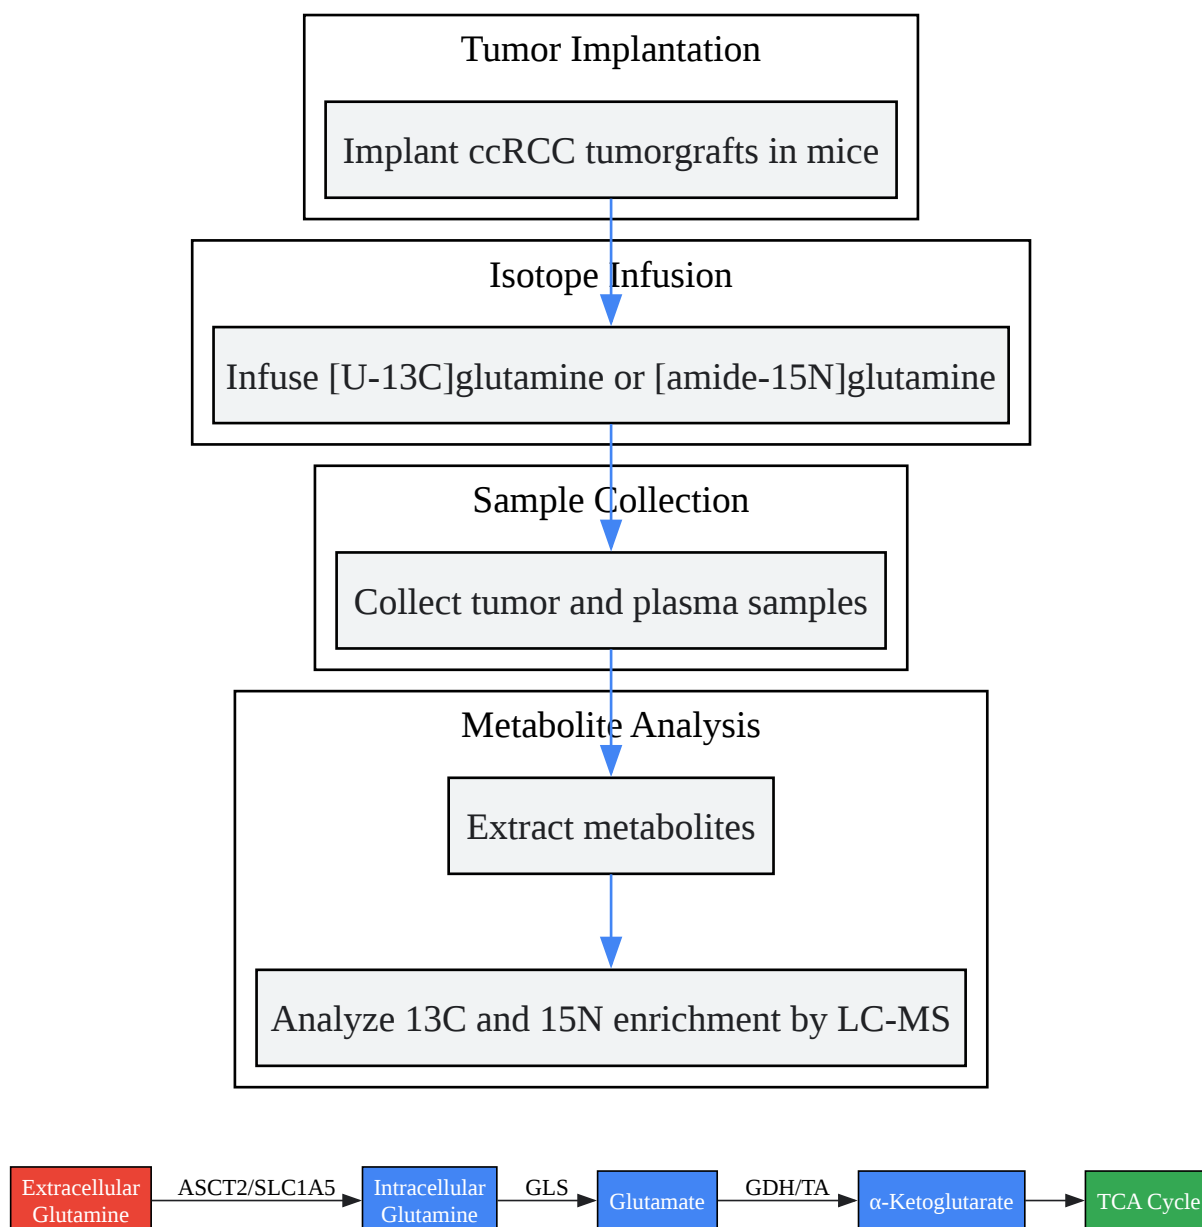 Tumor Implantation
Implant ccRCC tumorgrafts in mice
Isotope Infusion
Infuse [U-13C]glutamine or [amide-15N]glutamine
Sample Collection
Collect tumor and plasma samples
Metabolite Analysis
Extract metabolites
Analyze 13C and 15N enrichment by LC-MS
Extracellular
Glutamine
ASCT2/SLC1A5
Intracellular
Glutamine
GLS
Glutamate
GDH/TA
α-Ketoglutarate
TCA Cycle